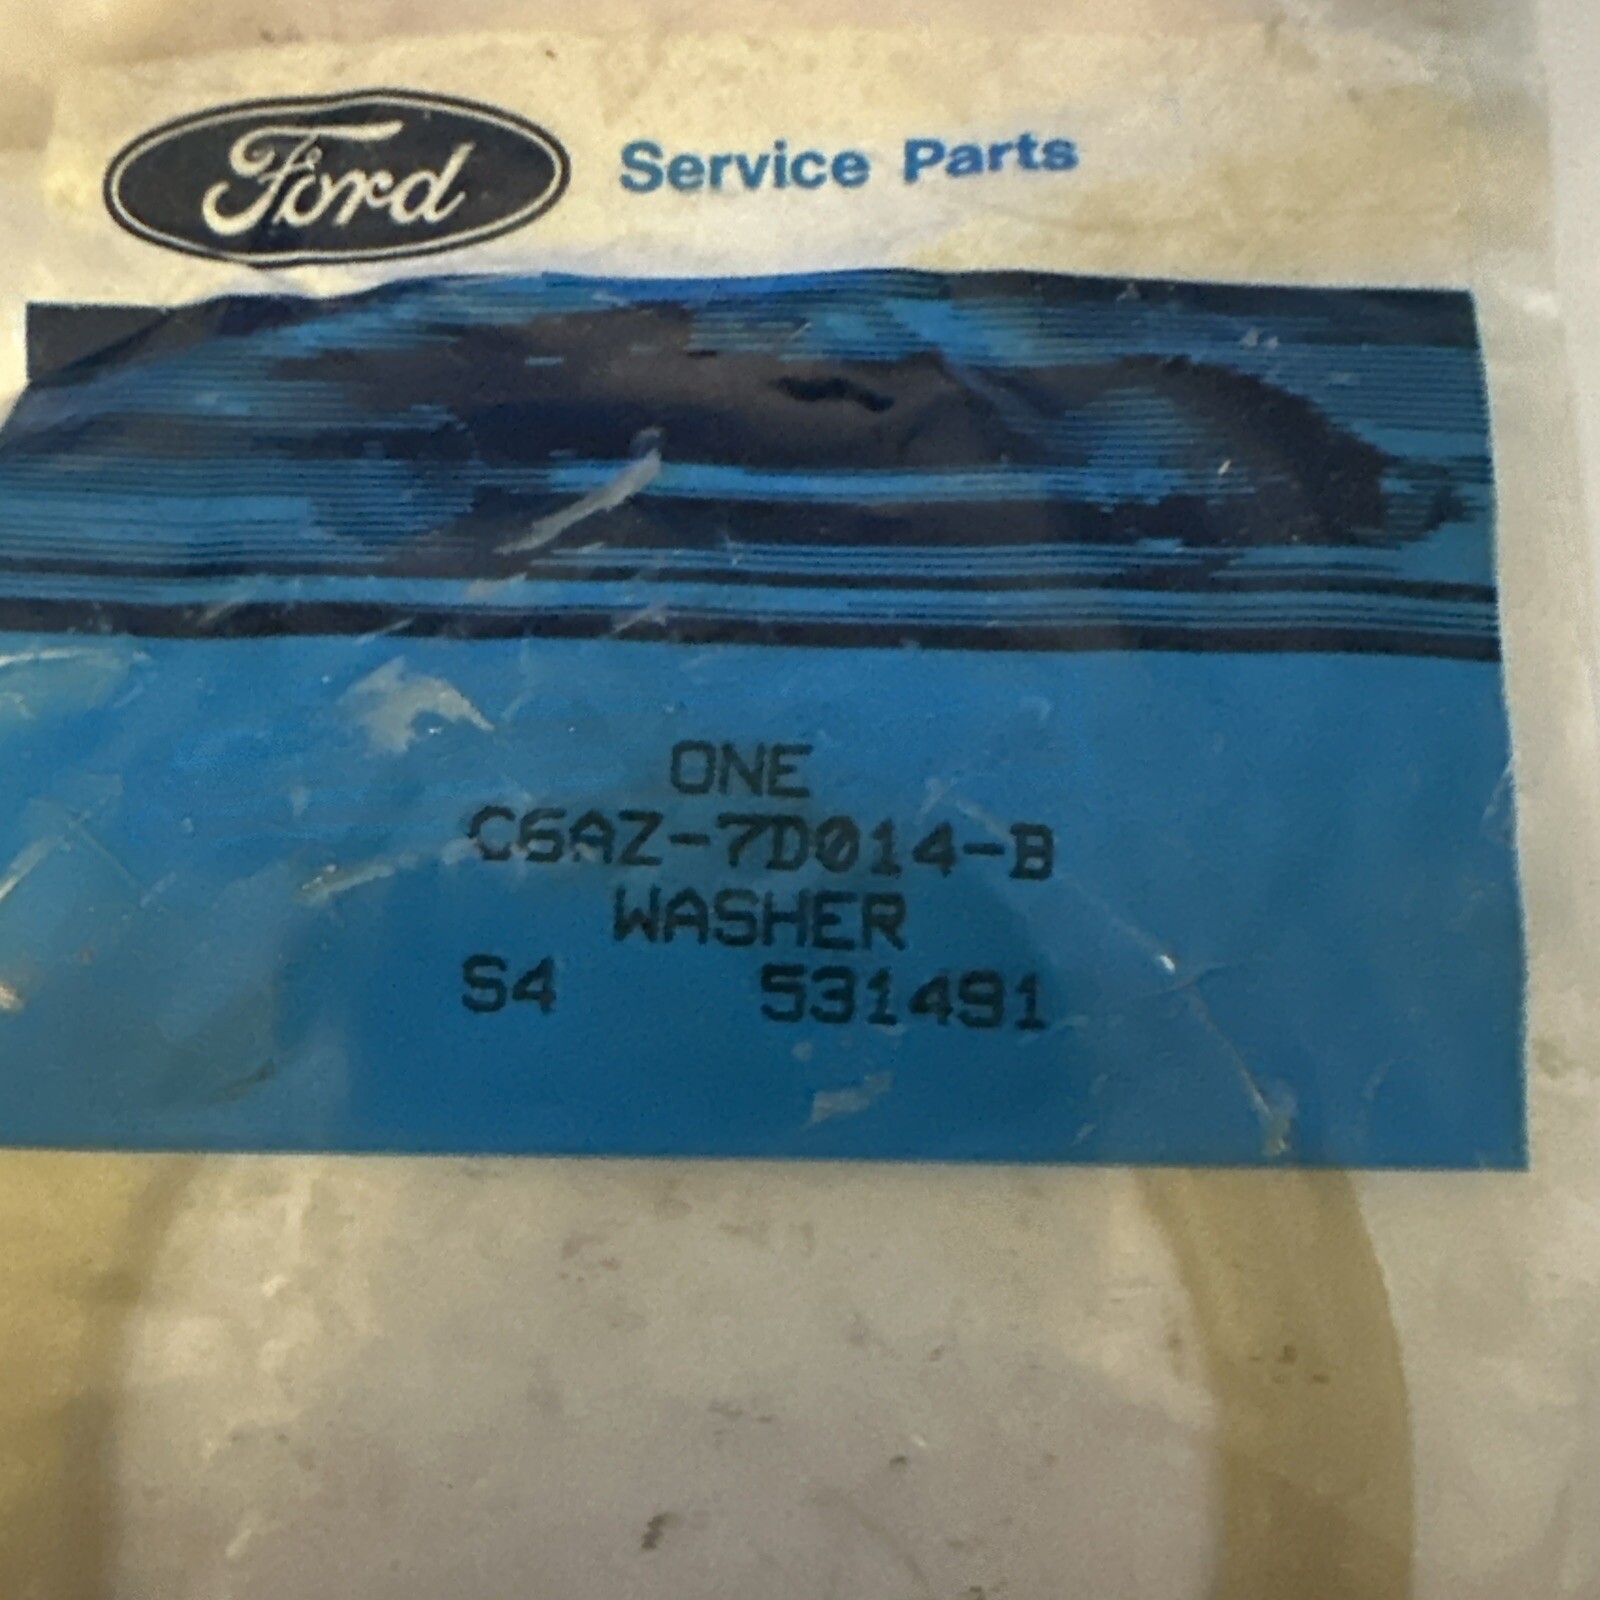 Ford Service Parts
ONE
C6AZ-7D014-B
WASHER
S4 531491